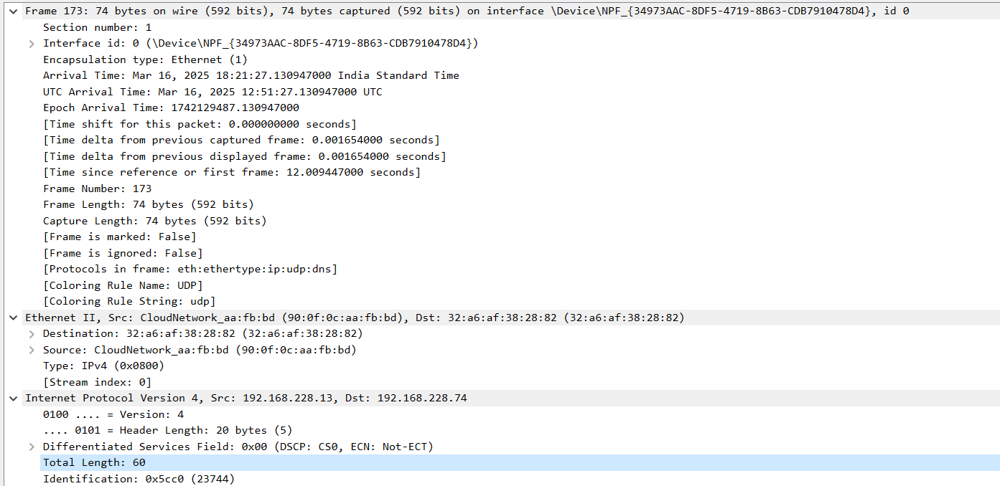 Frame 173: 74 bytes on wire (592 bits), 74 bytes captured (592 bits) on interface \Device\NPF_{34973AAC-8DF5-4719-8B63-CDB7910478D4}, id 0
Section number: 1
Interface id: 0 (\Device\NPF_{34973AAC-8DF5-4719-8B63-CDB7910478D4})
Encapsulation type: Ethernet (1)
Arrival Time: Mar 16, 2025 18:21:27.130947000 India Standard Time
UTC Arrival Time: Mar 16, 2025 12:51:27.130947000 UTC
Epoch Arrival Time: 1742129487.130947000
[Time shift for this packet: 0.000000000 seconds]
[Time delta from previous captured frame: 0.001654000 seconds]
[Time delta from previous displayed frame: 0.001654000 seconds]
[Time since reference or first frame: 12.009447000 seconds]
Frame Number: 173
Frame Length: 74 bytes (592 bits)
Capture Length: 74 bytes (592 bits)
[Frame is marked: False]
[Frame is ignored: False]
[Protocols in frame: eth:ethertype:ip:udp:dns]
[Coloring Rule Name: UDP]
[Coloring Rule String: udp]
Ethernet II, Src: CloudNetwork_aa:fb:bd (90:0f:0c:aa:fb:bd), Dst: 32:a6:af:38:28:82 (32:a6:af:38:28:82)
Destination: 32:a6:af:38:28:82 (32:a6:af:38:28:82)
Source: CloudNetwork_aa:fb:bd (90:0f:0c:aa:fb:bd)
Type: IPv4 (0x0800)
[Stream index: 0]
Internet Protocol Version 4, Src: 192.168.228.13, Dst: 192.168.228.74
0100 .... = Version: 4
.... 0101 = Header Length: 20 bytes (5)
Differentiated Services Field: 0x00 (DSCP: CS0, ECN: Not-ECT)
Total Length: 60
Identification: 0x5cc0 (23744)